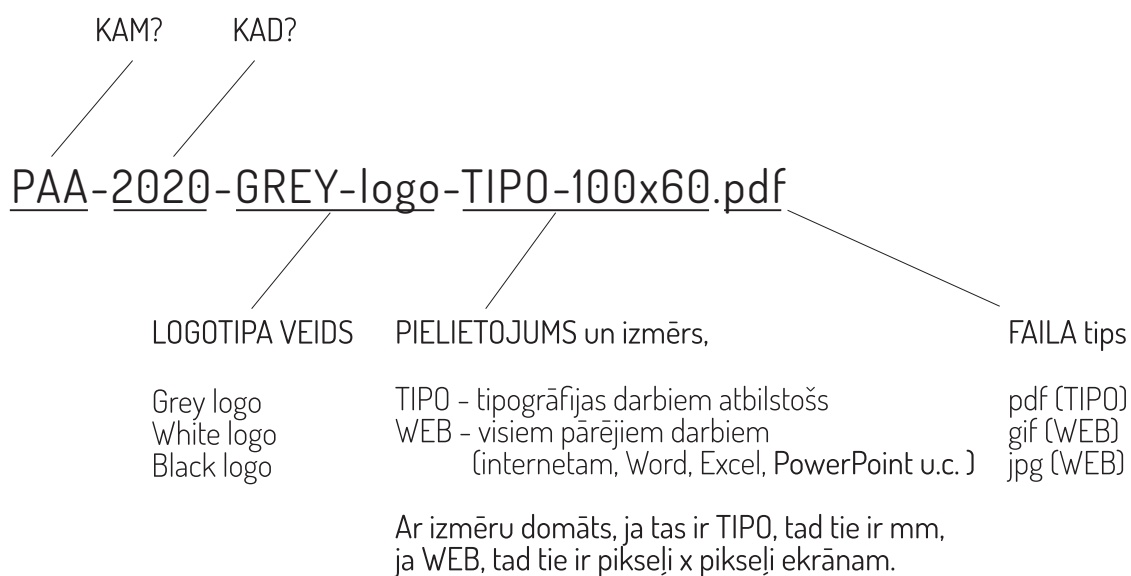 KAM?
KAD?
PAA-2020-GREY-logo-TIPO-100x60.pdf
LOGOTIPA VEIDS
Grey logo
White logo
Black logo
PIELIETOJUMS un izmērs,
TIPO - tipogrāfijas darbiem atbilstošs
WEB - visiem pārējiem darbiem
(internetam, Word, Excel, PowerPoint u.c. )
Ar izmēru domāts, ja tas ir TIPO, tad tie ir mm,
ja WEB, tad tie ir pikseļi x pikseļi ekrānam.
FAILA tips
pdf (TIPO)
gif (WEB)
jpg (WEB)